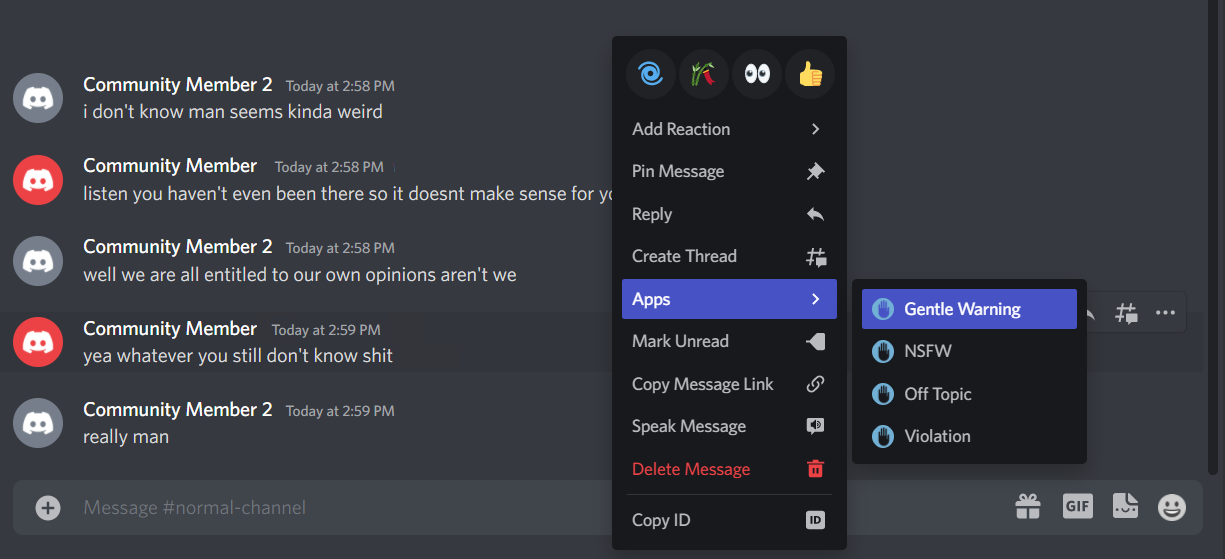 Community Member 2 Today at 2:58 PM
i don't know man seems kinda weird
Community Member Today at 2:58 PM
listen you haven't even been there so it doesnt make sense for yo
Community Member 2 Today at 2:58 PM
well we are all entitled to our own opinions aren't we
Community Member Today at 2:59 PM
yea whatever you still don't know shit
Community Member 2 Today at 2:59 PM
really man
Message #normal-channel
GIF
Add Reaction
Pin Message
Reply
Create Thread
Apps
Mark Unread
Copy Message Link
Speak Message
Delete Message
Copy ID
ID
Gentle Warning
NSFW
Off Topic
Violation